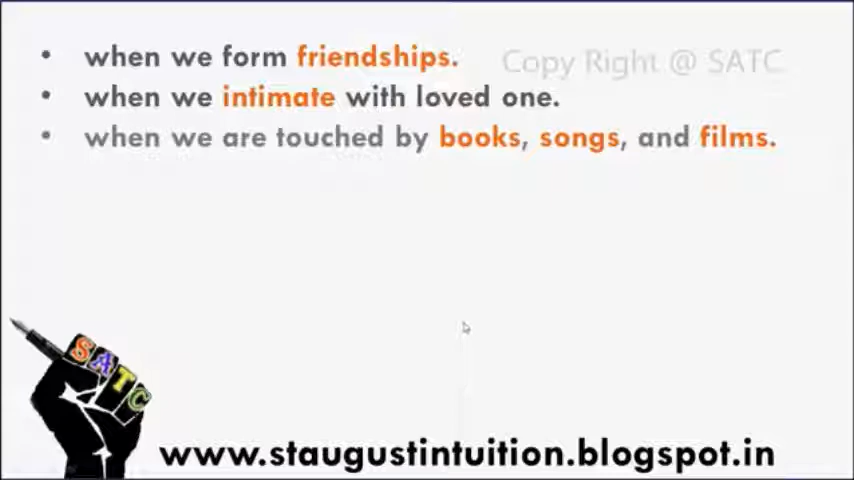 • when we form friendships.
Copy Right @ SATC
• when we intimate with loved one.
• when we are touched by books, songs, and films.
SATC
www.staugustintuition.blogspot.in